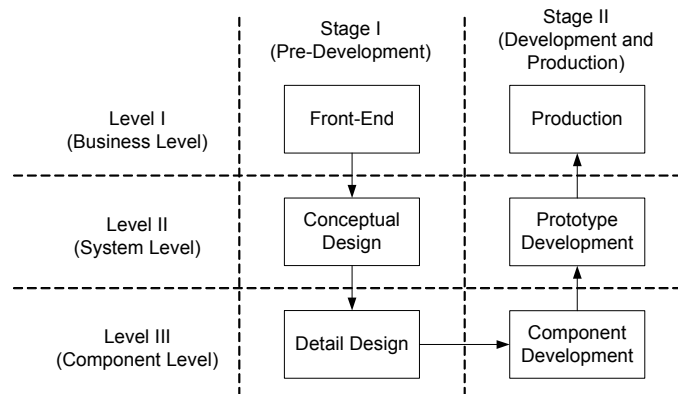 Stage I
(Pre-Development)
Stage II
(Development and
Production)
Level I
(Business Level)
Front-End
Production
Level II
(System Level)
Conceptual
Design
Prototype
Development
Level III
(Component Level)
Detail Design
Component
Development